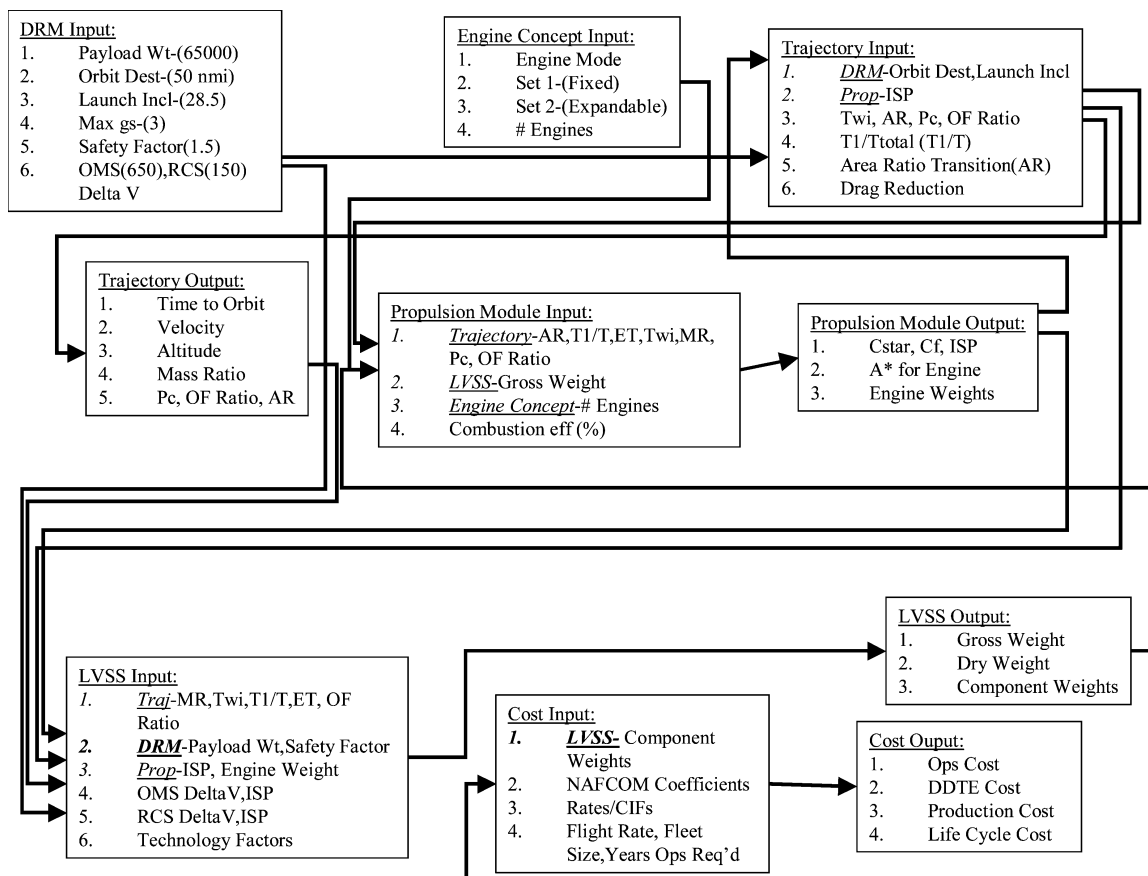 DRM Input:
1. Payload Wt-(65000)
2. Orbit Dest-(50 nmi)
3. Launch Incl-(28.5)
4. Max gs-(3)
5. Safety Factor(1.5)
6. OMS(650),RCS(150)
Delta V
Engine Concept Input:
1. Engine Mode
2. Set 1-(Fixed)
3. Set 2-(Expandable)
4. # Engines
Trajectory Input:
1. DRM-Orbit Dest,Launch Incl
2. Prop-ISP
3. Twi, AR, Pc, OF Ratio
4. T1/Ttotal (T1/T)
5. Area Ratio Transition(AR)
6. Drag Reduction
Trajectory Output:
1. Time to Orbit
2. Velocity
3. Altitude
4. Mass Ratio
5. Pc, OF Ratio, AR
Propulsion Module Input:
1. Trajectory-AR,T1/T,ET,Twi,MR,
Pc, OF Ratio
2. LVSS-Gross Weight
3. Engine Concept-# Engines
4. Combustion eff (%)
Propulsion Module Output:
1. Cstar, Cf, ISP
2. A* for Engine
3. Engine Weights
LVSS Output:
1. Gross Weight
2. Dry Weight
3. Component Weights
LVSS Input:
1. Traj-MR,Twi,T1/T,ET, OF
Ratio
2. DRM-Payload Wt,Safety Factor
3. Prop-ISP, Engine Weight
4. OMS DeltaV,ISP
5. RCS DeltaV,ISP
6. Technology Factors
Cost Input:
1. LVSS- Component
Weights
2. NAFCOM Coefficients
3. Rates/CIFs
4. Flight Rate, Fleet
Size,Years Ops Req'd
Cost Ouput:
1. Ops Cost
2. DDTE Cost
3. Production Cost
4. Life Cycle Cost